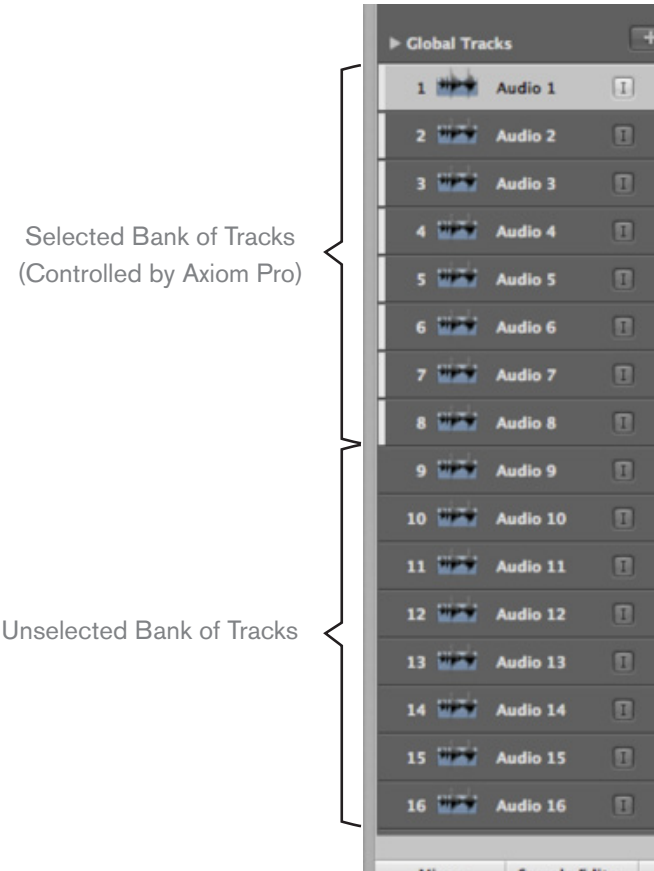 Global Tracks
1 Audio 1 I
2 Audio 2 I
3 Audio 3 I
Selected Bank of Tracks
(Controlled by Axiom Pro)
4 Audio 4 I
5 Audio 5 I
6 Audio 6 I
7 Audio 7 I
8 Audio 8 I
9 Audio 9 I
10 Audio 10 I
11 Audio 11 I
12 Audio 12 I
Unselected Bank of Tracks
13 Audio 13 I
14 Audio 14 I
15 Audio 15 I
16 Audio 16 I